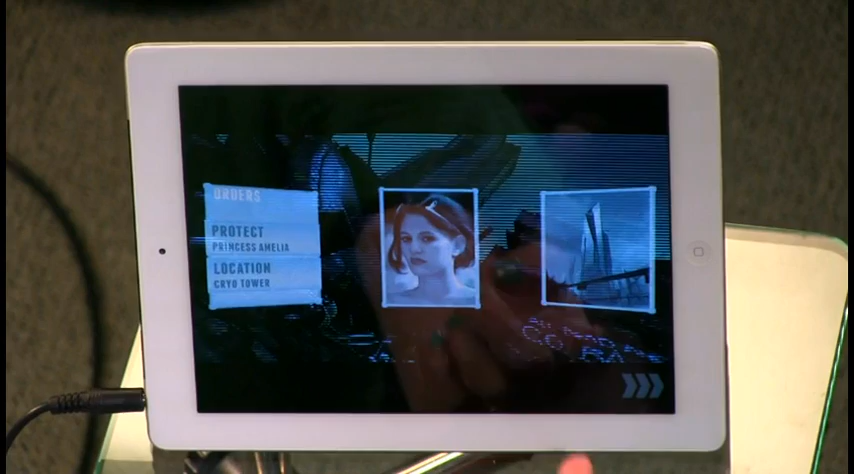 ORDERS
PROTECT
PRINCESS AMELIA
LOCATION
CRYO TOWER